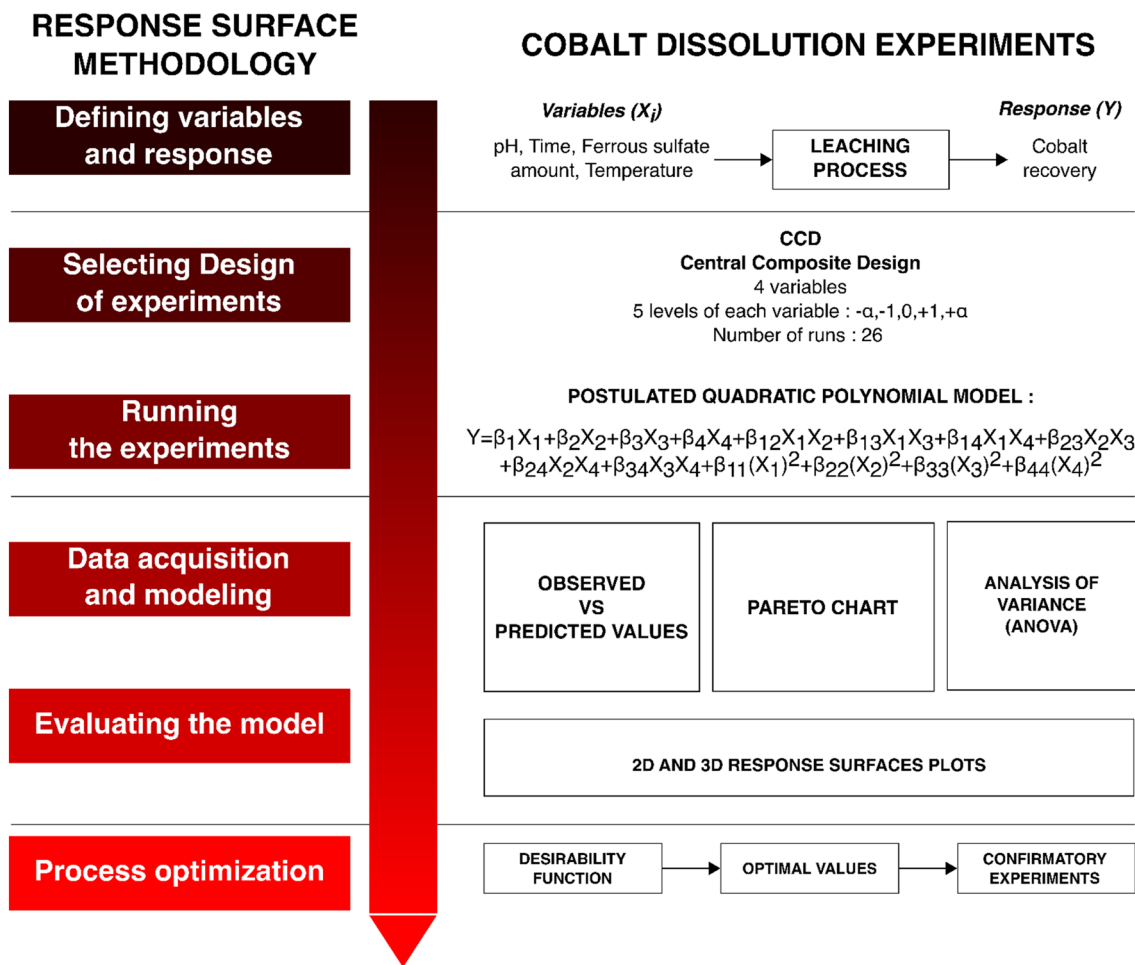 RESPONSE SURFACE
METHODOLOGY
COBALT DISSOLUTION EXPERIMENTS
Defining variables
and response
Variables (Xi)
pH, Time, Ferrous sulfate
amount, Temperature
LEACHING
PROCESS
Response (Y)
Cobalt
recovery
Selecting Design
of experiments
CCD
Central Composite Design
4 variables
5 levels of each variable : -α,-1,0,+1,+α
Number of runs : 26
Running
the experiments
POSTULATED QUADRATIC POLYNOMIAL MODEL :
Y=β1X1+β2X2+β3X3+β4X4+β12X1X2+β13X1X3+β14X1X4+β23X2X3
+β24X2X4+β34X3X4+β11(X1)2+β22(X2)2+β33(X3)2+β44(X4)2
Data acquisition
and modeling
OBSERVED
VS
PREDICTED VALUES
PARETO CHART
ANALYSIS OF
VARIANCE
(ANOVA)
Evaluating the model
2D AND 3D RESPONSE SURFACES PLOTS
Process optimization
DESIRABILITY
FUNCTION
OPTIMAL VALUES
CONFIRMATORY
EXPERIMENTS